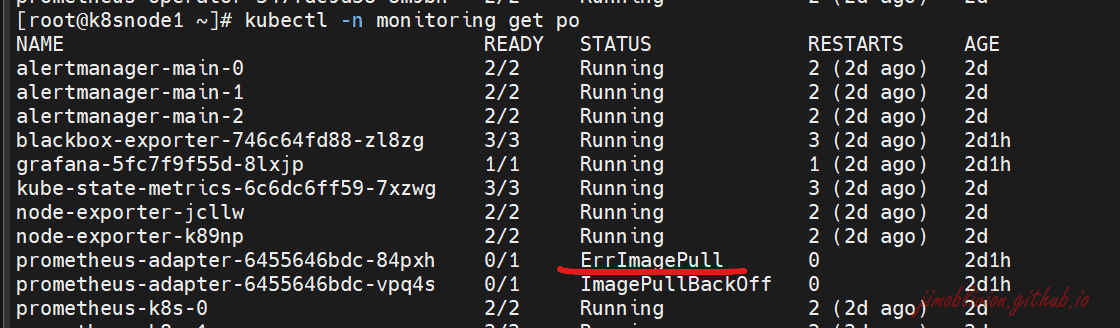 [root@k8snode1 ~]# kubectl -n monitoring get po
NAME READY STATUS RESTARTS AGE
alertmanager-main-0 2/2 Running 2 (2d ago) 2d
alertmanager-main-1 2/2 Running 2 (2d ago) 2d
alertmanager-main-2 2/2 Running 2 (2d ago) 2d
blackbox-exporter-746c64fd88-zl8zg 3/3 Running 3 (2d ago) 2d1h
grafana-5fc7f9f55d-8lxjp 1/1 Running 1 (2d ago) 2d1h
kube-state-metrics-6c6dc6ff59-7xzwg 3/3 Running 3 (2d ago) 2d
node-exporter-jcllw 2/2 Running 2 (2d ago) 2d
node-exporter-k89np 2/2 Running 2 (2d ago) 2d
prometheus-adapter-6455646bdc-84pxh 0/1 ErrImagePull 0 2d1h
prometheus-adapter-6455646bdc-vpq4s 0/1 ImagePullBackOff 0 2d1h
prometheus-k8s-0 2/2 Running 2 (2d ago) 2d